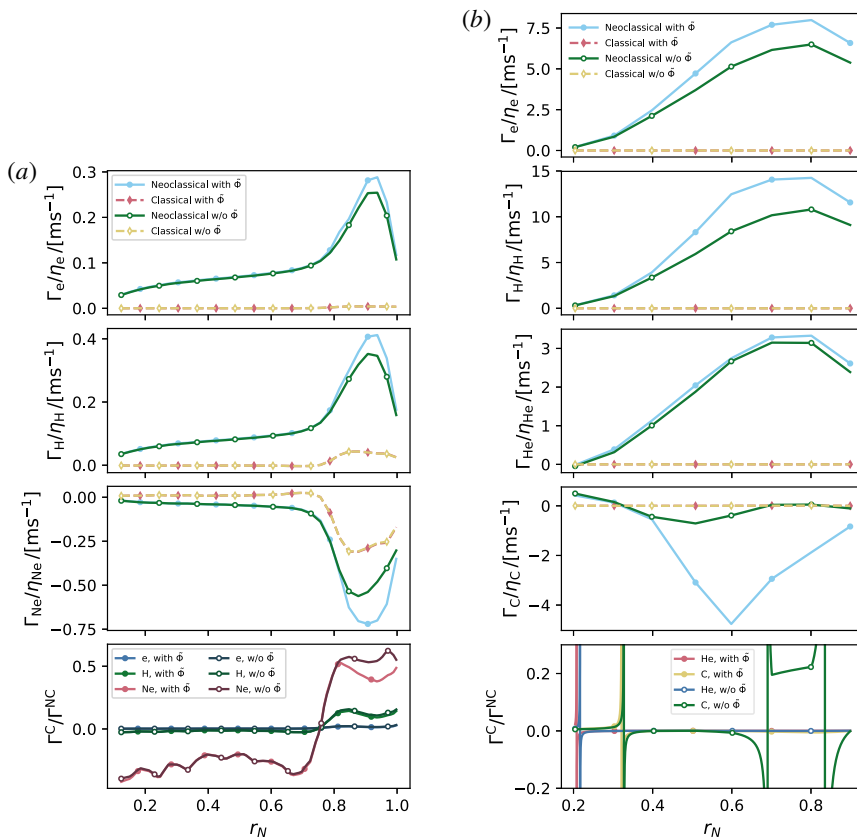 (a)
Γe/ηe/[ms−1]
0.3
0.2
0.1
0.0
Neoclassical with Φ̃
Classical with Φ̃
Neoclassical w/o Φ̃
Classical w/o Φ̃
ΓH/ηH/[ms−1]
0.4
0.2
0.0
ΓNe/ηNe/[ms−1]
0.00
−0.25
−0.50
−0.75
ΓC/ΓNC
0.5
0.0
e, with Φ̃
H, with Φ̃
Ne, with Φ̃
e, w/o Φ̃
H, w/o Φ̃
Ne, w/o Φ̃
0.2 0.4 0.6 0.8 1.0
rN
(b)
Γe/ηe/[ms−1]
7.5
5.0
2.5
0.0
Neoclassical with Φ̃
Classical with Φ̃
Neoclassical w/o Φ̃
Classical w/o Φ̃
ΓH/ηH/[ms−1]
15
10
5
0
ΓHe/ηHe/[ms−1]
3
2
1
0
ΓC/ηC/[ms−1]
0
−2
−4
ΓC/ΓNC
0.2
0.0
−0.2
He, with Φ̃
C, with Φ̃
He, w/o Φ̃
C, w/o Φ̃
0.2 0.4 0.6 0.8
rN